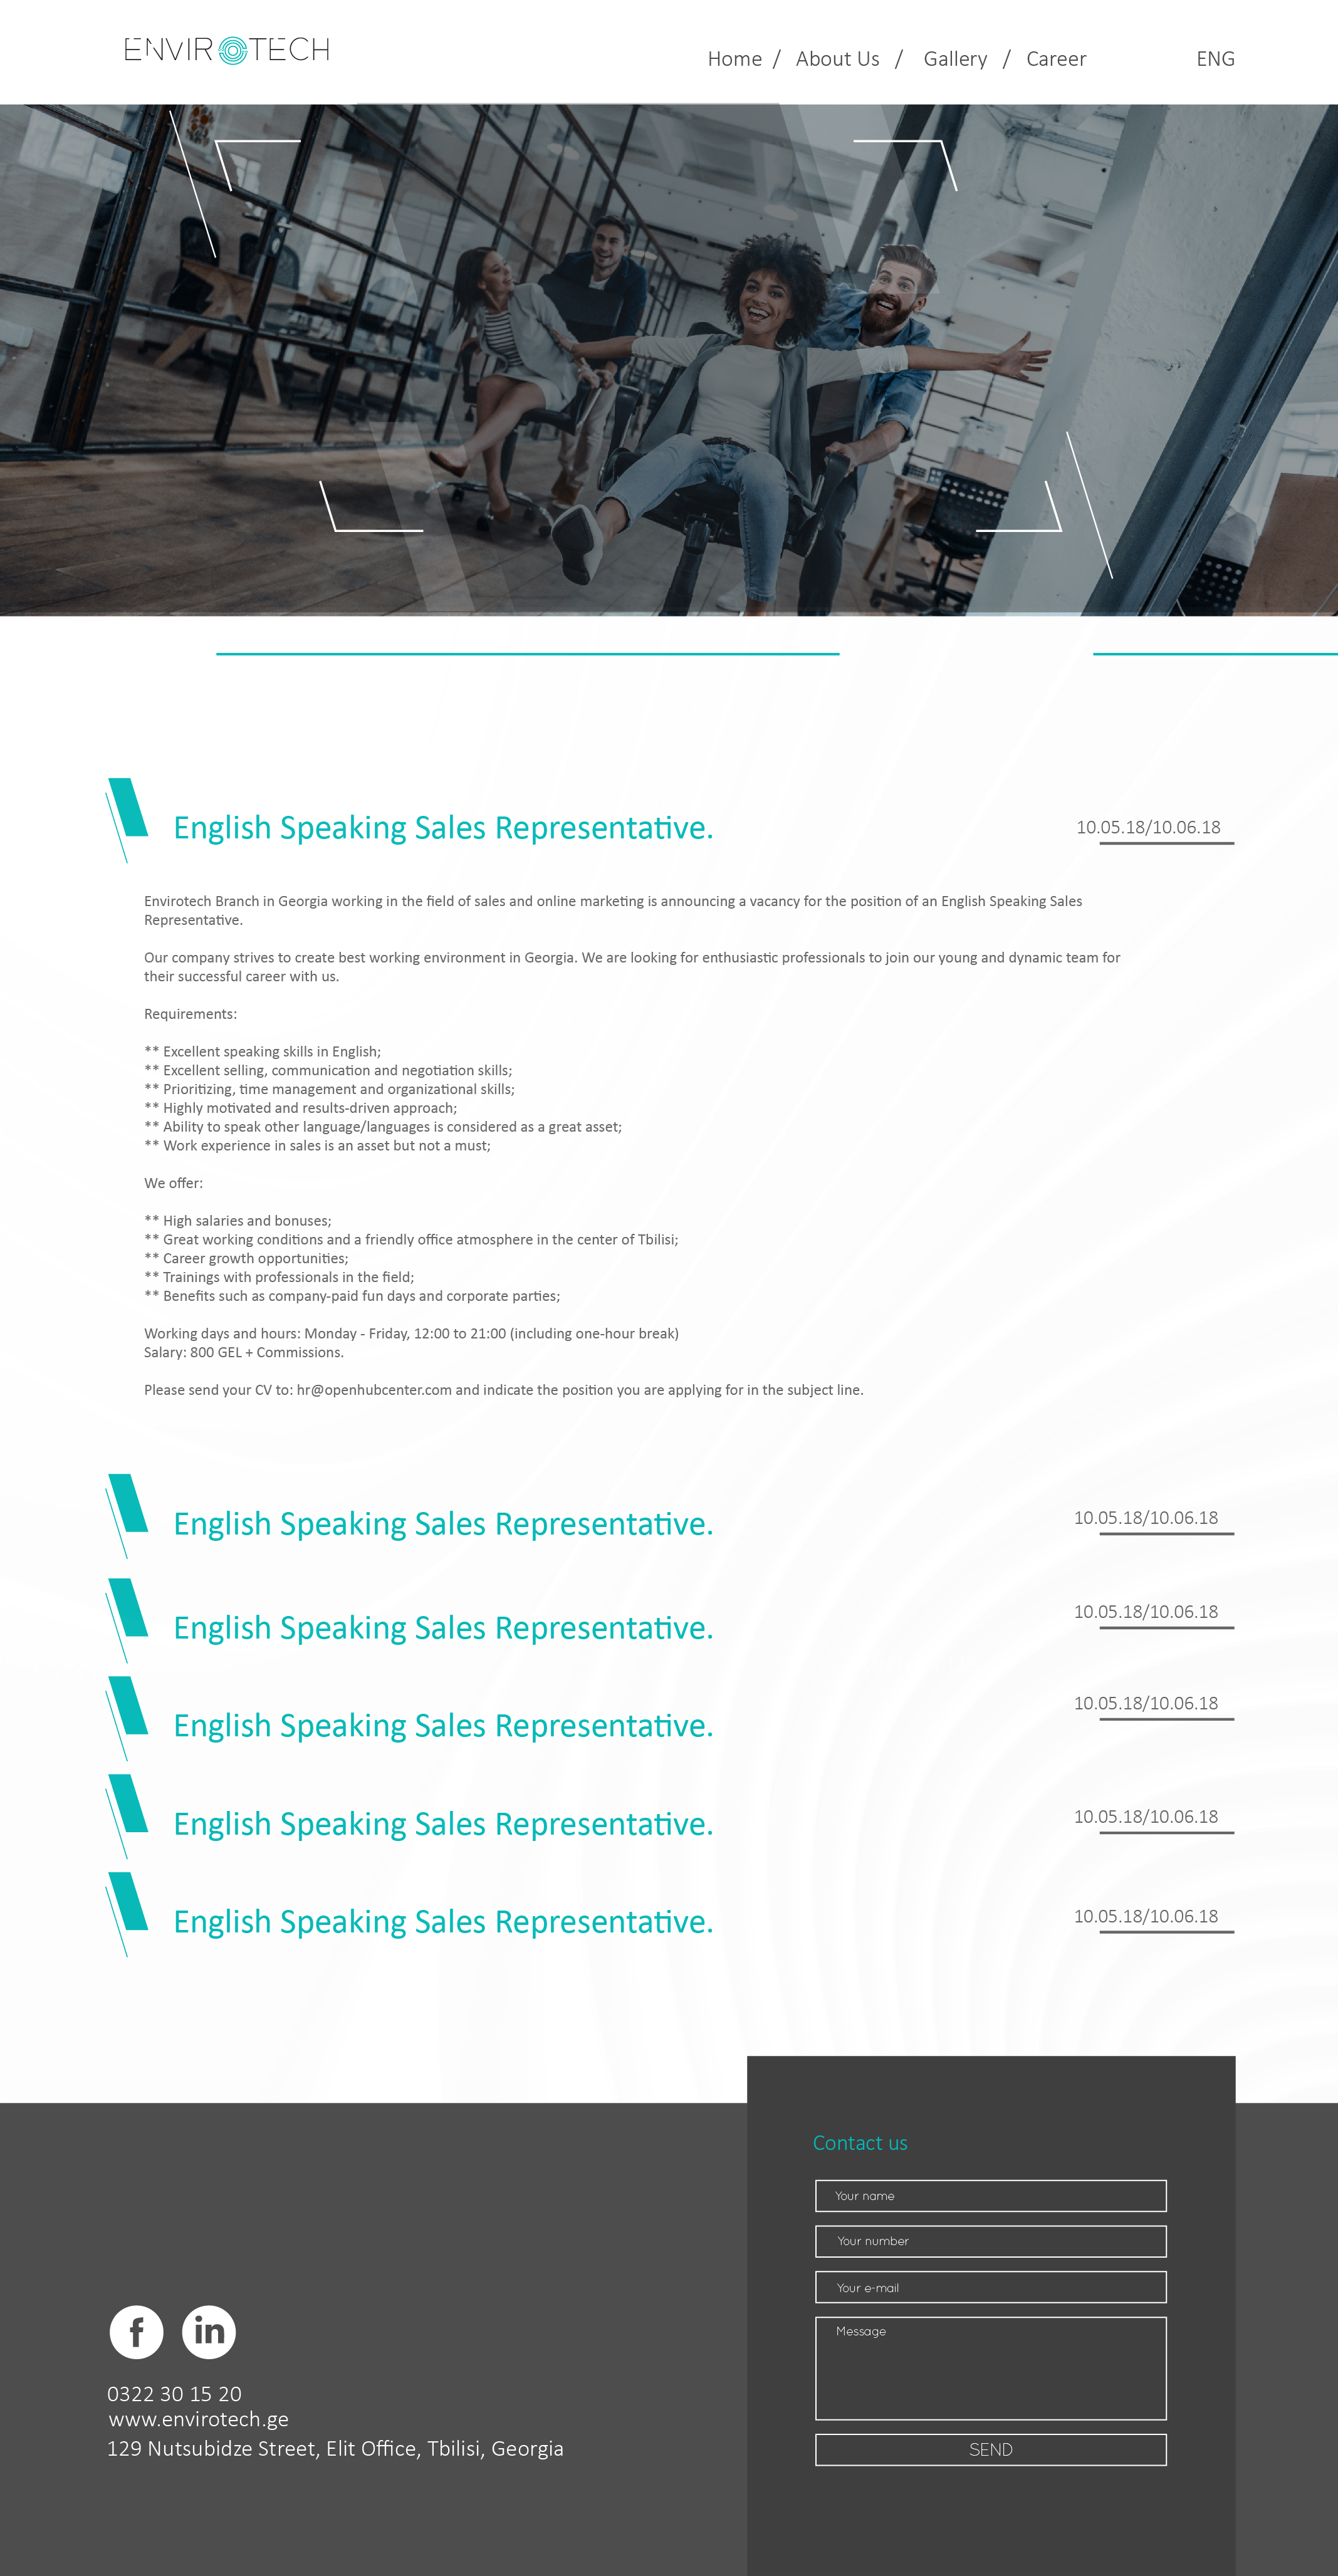 ENVIROTECH
Home / About Us / Gallery / Career ENG
English Speaking Sales Representative. 10.05.18/10.06.18
Envirotech Branch in Georgia working in the field of sales and online marketing is announcing a vacancy for the position of an English Speaking Sales
Representative.
Our company strives to create best working environment in Georgia. We are looking for enthusiastic professionals to join our young and dynamic team for
their successful career with us.
Requirements:
** Excellent speaking skills in English;
** Excellent selling, communication and negotiation skills;
** Prioritizing, time management and organizational skills;
** Highly motivated and results-driven approach;
** Ability to speak other language/languages is considered as a great asset;
** Work experience in sales is an asset but not a must;
We offer:
** High salaries and bonuses;
** Great working conditions and a friendly office atmosphere in the center of Tbilisi;
** Career growth opportunities;
** Trainings with professionals in the field;
** Benefits such as company-paid fun days and corporate parties;
Working days and hours: Monday - Friday, 12:00 to 21:00 (including one-hour break)
Salary: 800 GEL + Commissions.
Please send your CV to: hr@openhubcenter.com and indicate the position you are applying for in the subject line.
English Speaking Sales Representative. 10.05.18/10.06.18
English Speaking Sales Representative. 10.05.18/10.06.18
English Speaking Sales Representative. 10.05.18/10.06.18
English Speaking Sales Representative. 10.05.18/10.06.18
English Speaking Sales Representative. 10.05.18/10.06.18
Contact us
Your name
Your number
Your e-mail
Message
SEND
f in
0322 30 15 20
www.envirotech.ge
129 Nutsubidze Street, Elit Office, Tbilisi, Georgia